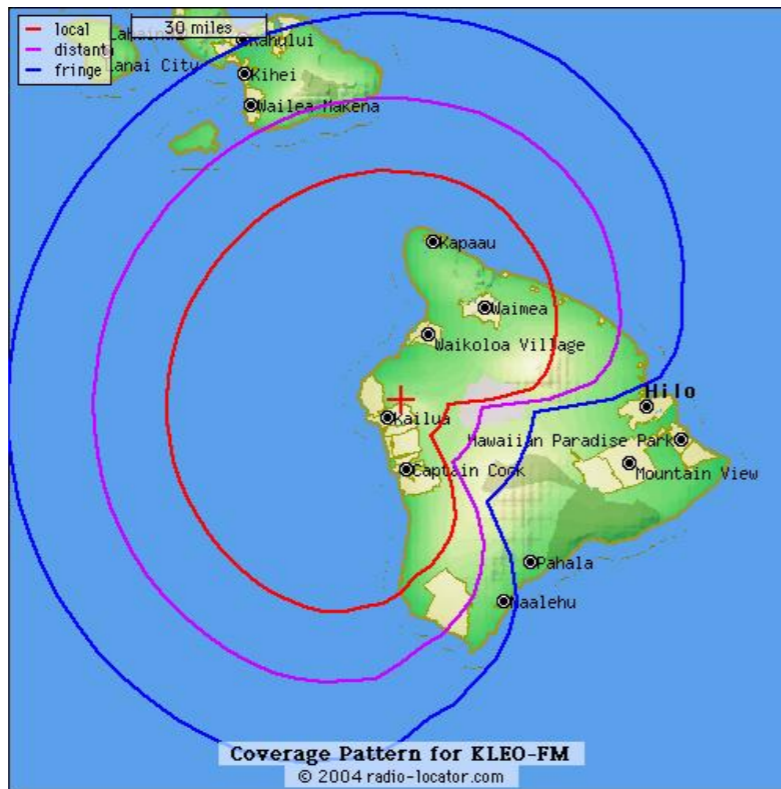 local
distant
fringe
30 miles
Kahului
Lanai City
Kihei
Wailea Makena
Kapaau
Waimea
Waikoloa Village
Hilo
Kailua
Hawaiian Paradise Park
Captain Cook
Mountain View
Pahala
Naalehu
Coverage Pattern for KLEO-FM
© 2004 radio-locator.com